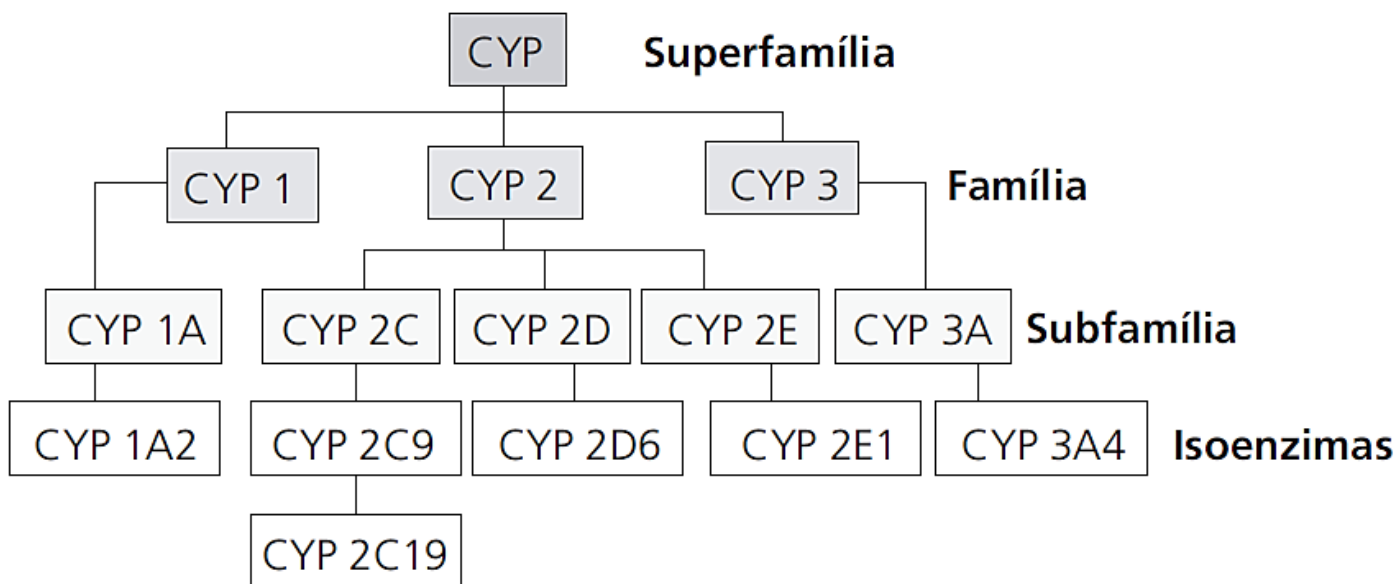 CYP Superfamília
CYP 1 CYP 2 CYP 3 Família
CYP 1A CYP 2C CYP 2D CYP 2E CYP 3A Subfamília
CYP 1A2 CYP 2C9 CYP 2D6 CYP 2E1 CYP 3A4 Isoenzimas
CYP 2C19